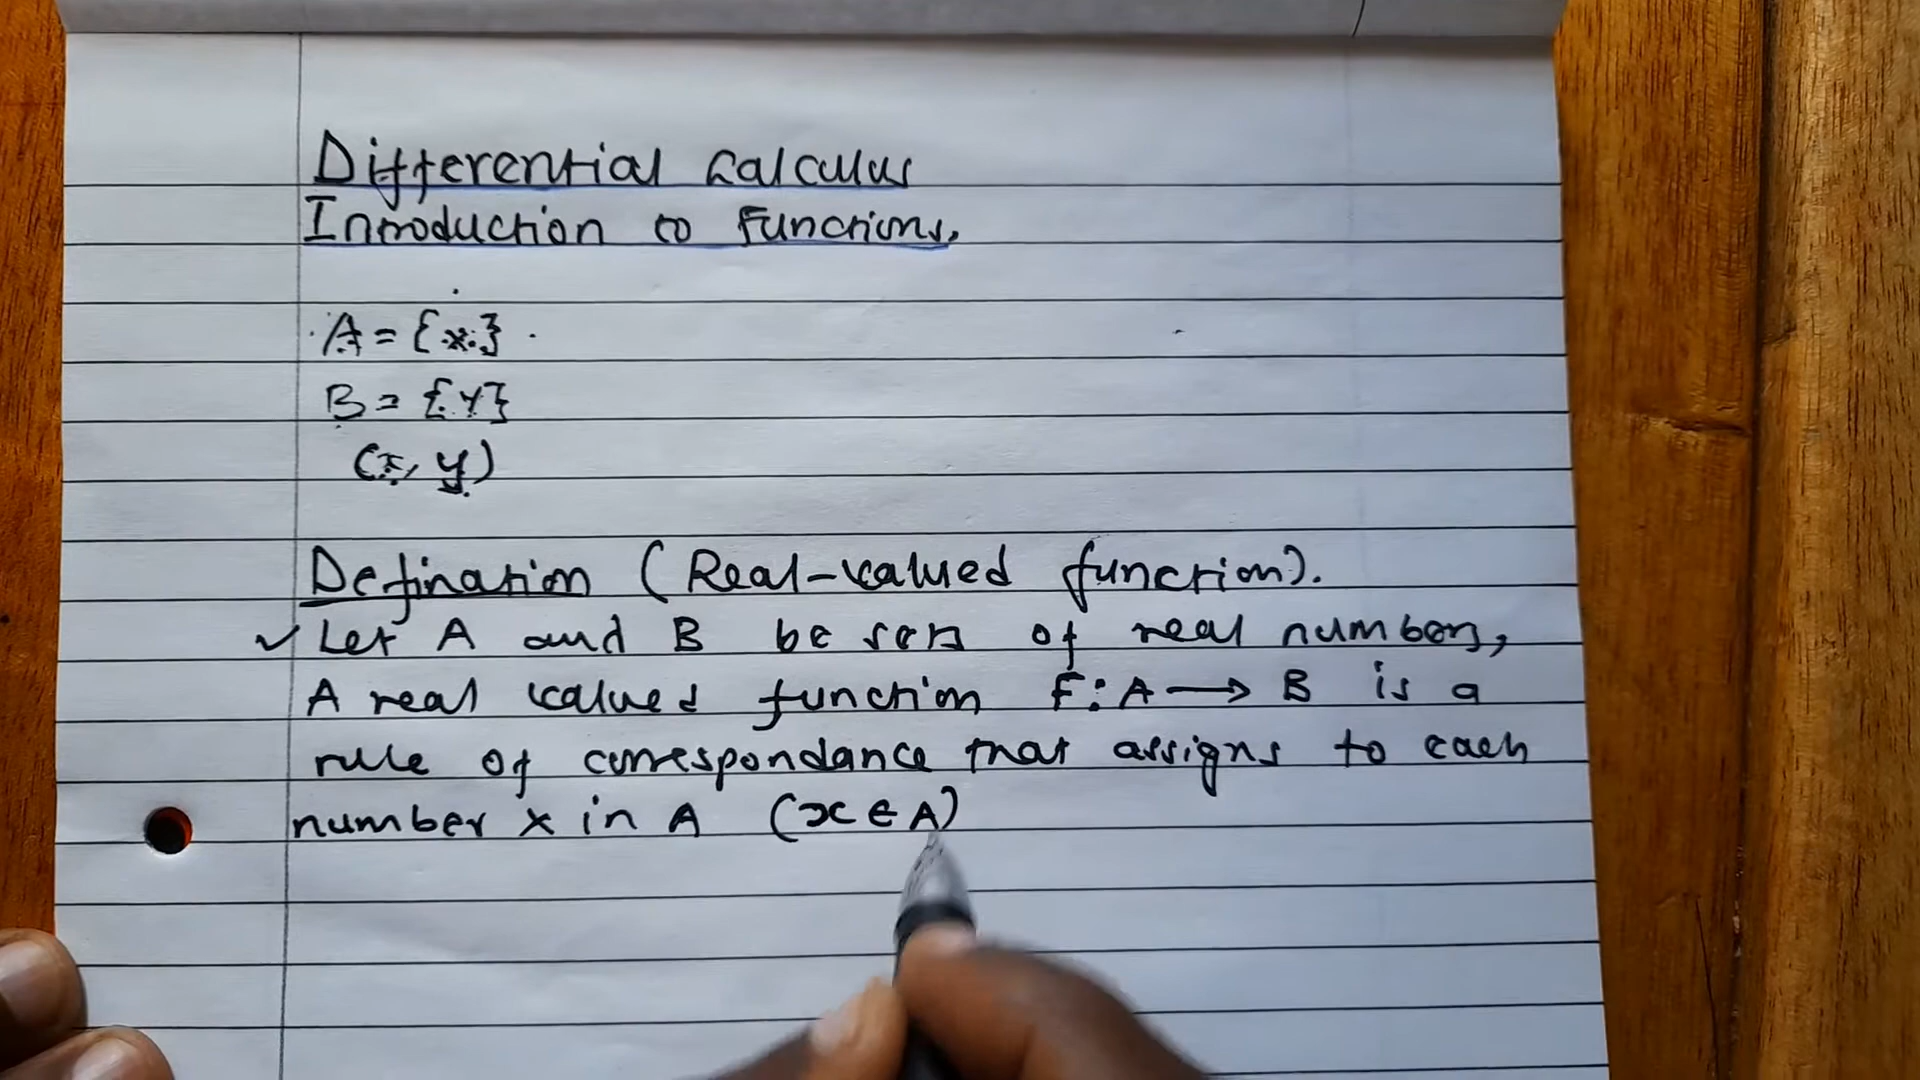 Differential Calculus
Introduction to Functions.
A = {x}
B = {Y}
(x, y)
Defination (Real-valued function).
✓ Let A and B be sets of real numbers,
A real valued function F: A ⟶ B is a
rule of correspondance that assigns to each
number x in A (x ∈ A)